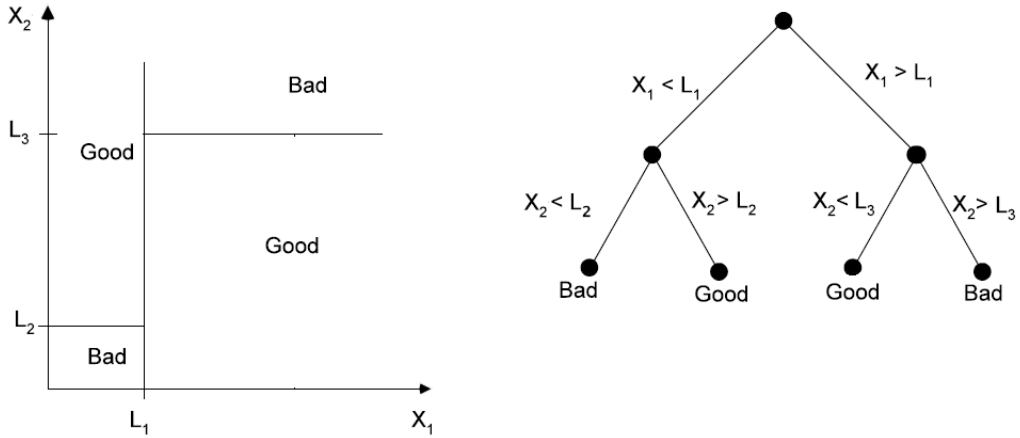 X₂
Bad
L₃
Good
Good
L₂
Bad
L₁
X₁
X₁ < L₁
X₁ > L₁
X₂ < L₂
X₂ > L₂
X₂ < L₃
X₂ > L₃
Bad
Good
Good
Bad